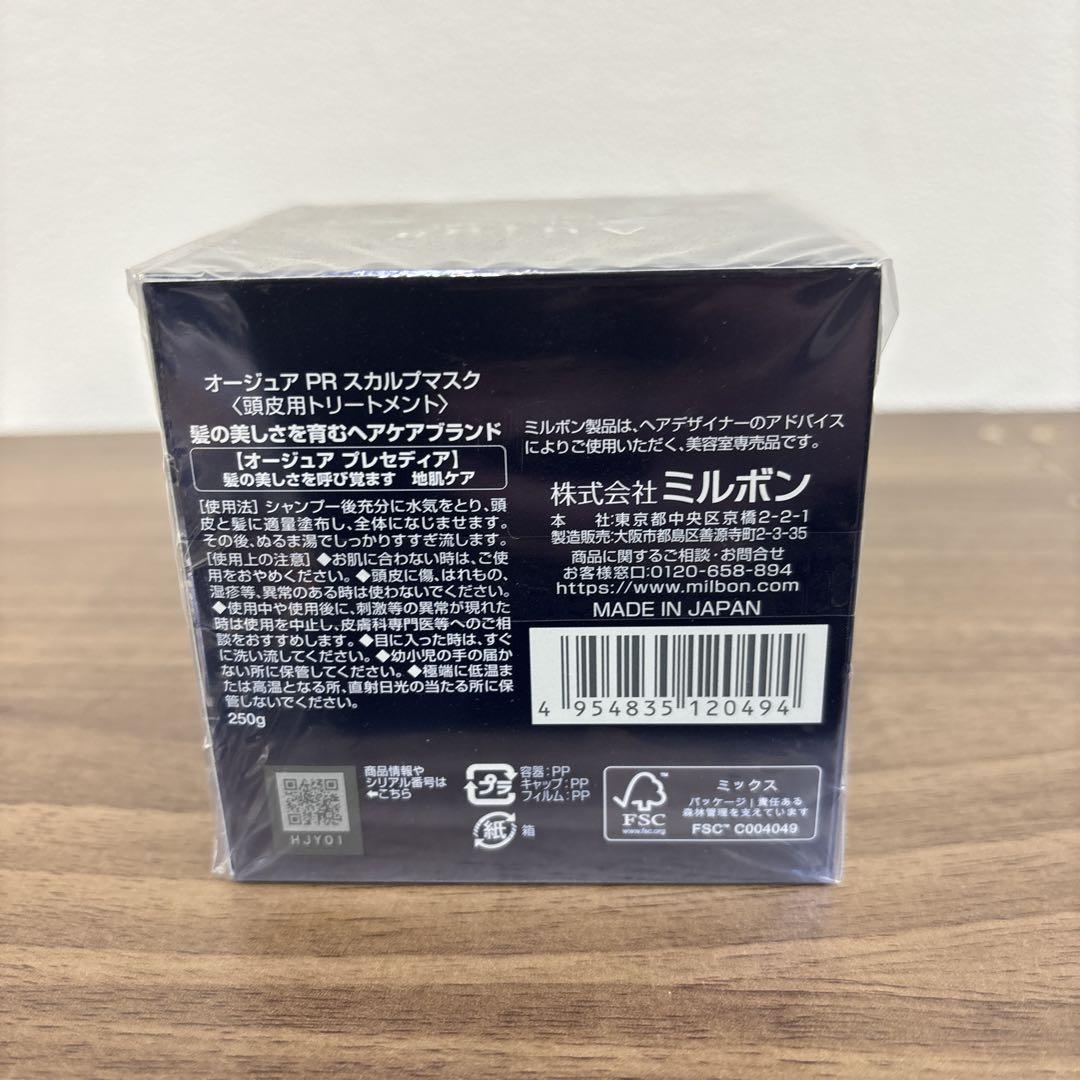 オージュア PR スカルプマスク
〈頭皮用トリートメント〉
髪の美しさを育むヘアケアブランド
【オージュア プレセディア】
髪の美しさを呼び覚ます 地肌ケア
[使用法] シャンプー後充分に水気をとり、頭
皮と髪に適量塗布し、全体になじませます。
その後、ぬるま湯でしっかりすすぎ流します。
[使用上の注意] ◆お肌に合わない時は、ご使
用をおやめください。◆頭皮に傷、はれもの、
湿疹等、異常のある時は使わないでください。
◆使用中や使用後に、刺激等の異常が現れた
時は使用を中止し、皮膚科専門医等へのご相
談をおすすめします。◆目に入った時は、すぐ
に洗い流してください。◆幼小児の手の届か
ない所に保管してください。◆極端に低温ま
たは高温となる所、直射日光の当たる所に保
管しないでください。
250g
ミルボン製品は、ヘアデザイナーのアドバイス
によりご使用いただく、美容室専売品です。
株式会社 ミルボン
本 社:東京都中央区京橋2-2-1
製造販売:大阪市都島区善源寺町2-3-35
商品に関するご相談・お問合せ
お客様窓口:0120-658-894
https://www.milbon.com
MADE IN JAPAN
4 954835 120494
HJY01
商品情報や
シリアル番号は
←こちら
プラ
容器:PP
キャップ:PP
フィルム:PP
紙
箱
FSC™
www.fsc.org
ミックス
パッケージ | 責任ある
森林管理を支えています
FSC™ C004049